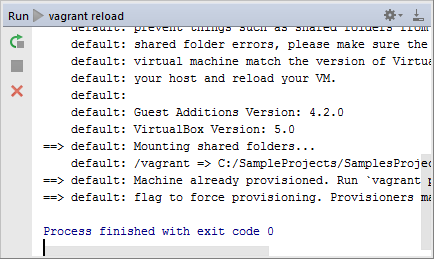 Run vagrant reload
default: prevent things such as shared folders from
default: shared folder errors, please make sure the
default: virtual machine match the version of
default: your host and reload your VM.
default:
default: Guest Additions Version: 4.2.0
default: VirtualBox Version: 5.0
==> default: Mounting shared folders...
default: /vagrant => C:/SampleProjects/SamplesProjec
==> default: Machine already provisioned. Run `vagrant p
==> default: flag to force provisioning. Provisioners ma
Process finished with exit code 0